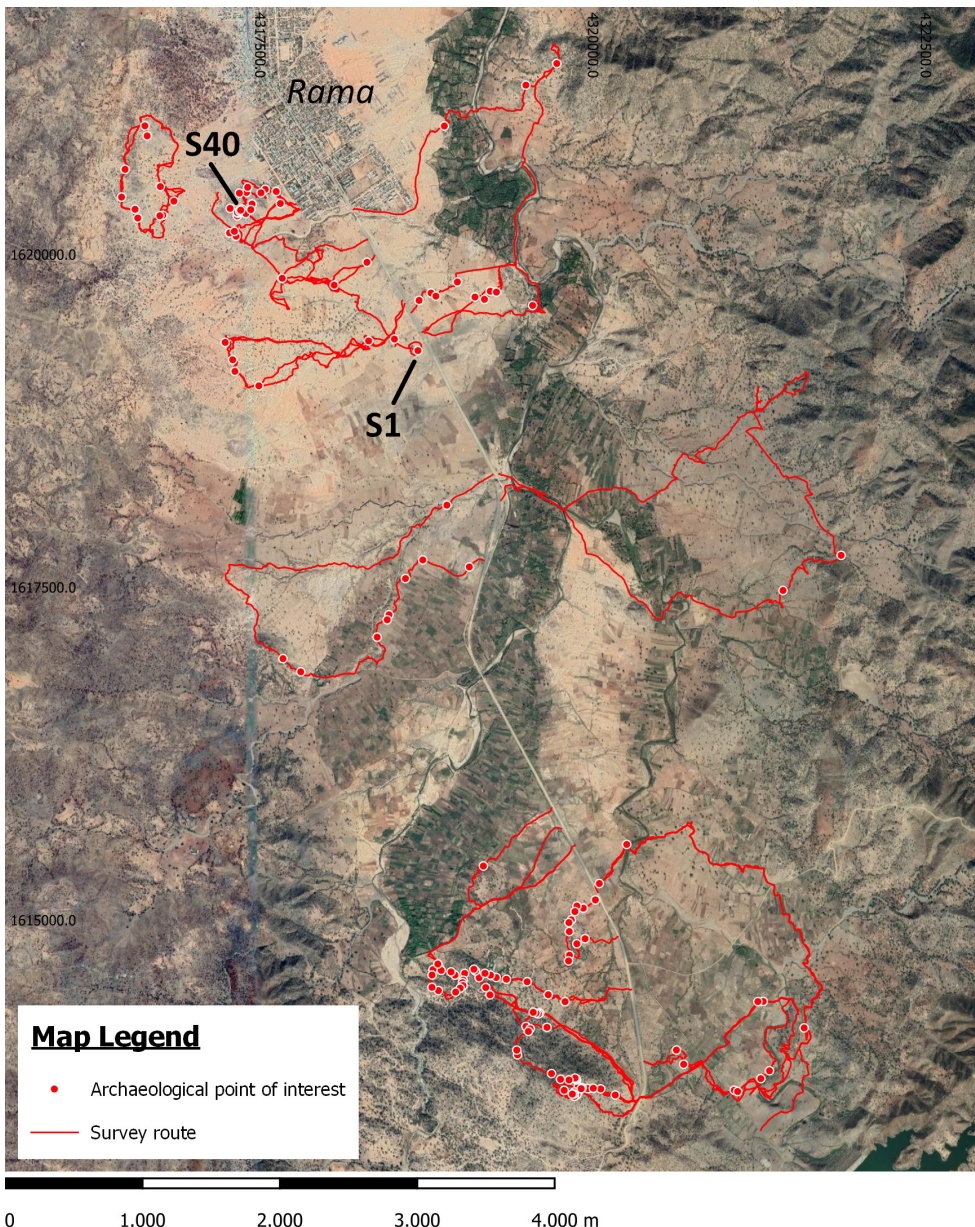 4317500.0
4320000.0
4322500.0
Rama
S40
1620000.0
S1
1617500.0
1615000.0
Map Legend
Archaeological point of interest
Survey route
0 1.000 2.000 3.000 4.000 m